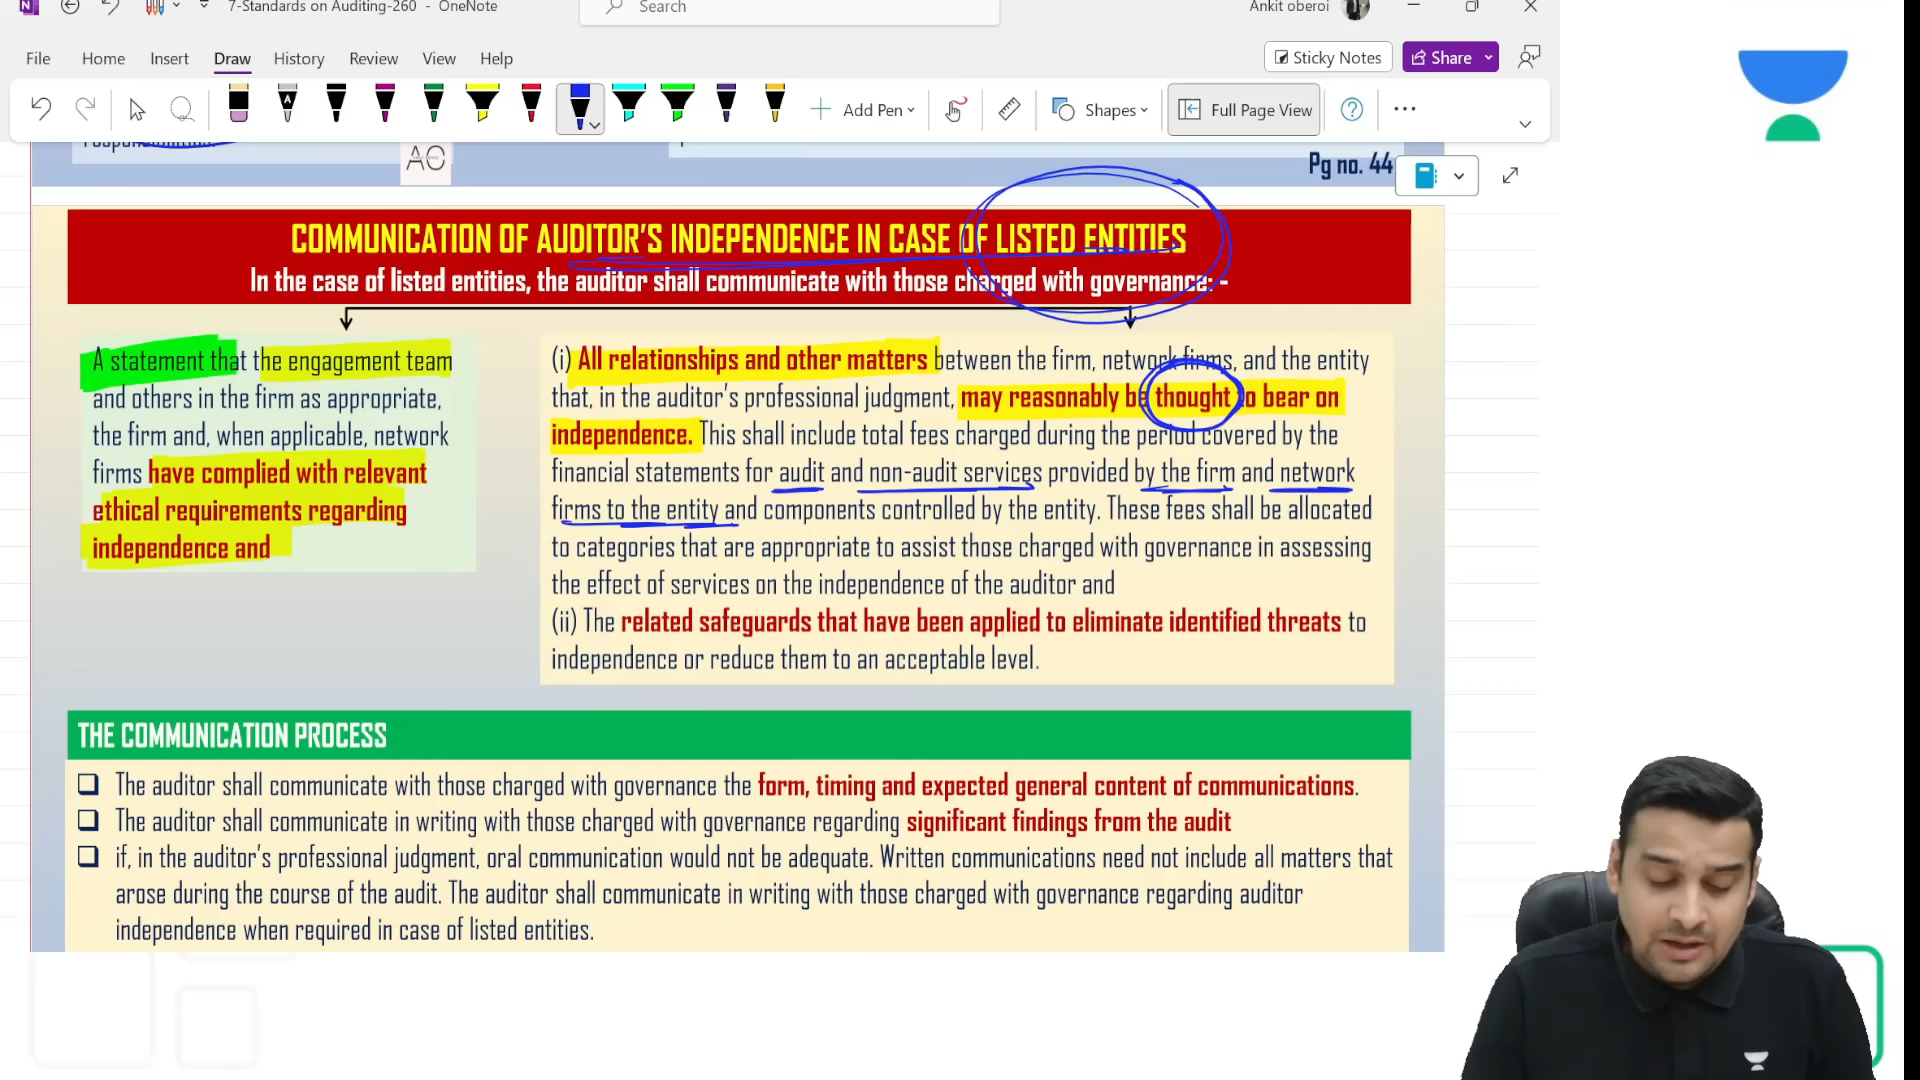 7-Standards on Auditing-260 - OneNote
Search
Ankit oberoi
File Home Insert Draw History Review View Help
Sticky Notes Share
Add Pen Shapes Full Page View
AO
Pg no. 44
COMMUNICATION OF AUDITOR'S INDEPENDENCE IN CASE OF LISTED ENTITIES
In the case of listed entities, the auditor shall communicate with those charged with governance: -
A statement that the engagement team
and others in the firm as appropriate,
the firm and, when applicable, network
firms have complied with relevant
ethical requirements regarding
independence and
(i) All relationships and other matters between the firm, network firms, and the entity
that, in the auditor's professional judgment, may reasonably be thought to bear on
independence. This shall include total fees charged during the period covered by the
financial statements for audit and non-audit services provided by the firm and network
firms to the entity and components controlled by the entity. These fees shall be allocated
to categories that are appropriate to assist those charged with governance in assessing
the effect of services on the independence of the auditor and
(ii) The related safeguards that have been applied to eliminate identified threats to
independence or reduce them to an acceptable level.
THE COMMUNICATION PROCESS
The auditor shall communicate with those charged with governance the form, timing and expected general content of communications.
The auditor shall communicate in writing with those charged with governance regarding significant findings from the audit
if, in the auditor's professional judgment, oral communication would not be adequate. Written communications need not include all matters that
arose during the course of the audit. The auditor shall communicate in writing with those charged with governance regarding auditor
independence when required in case of listed entities.